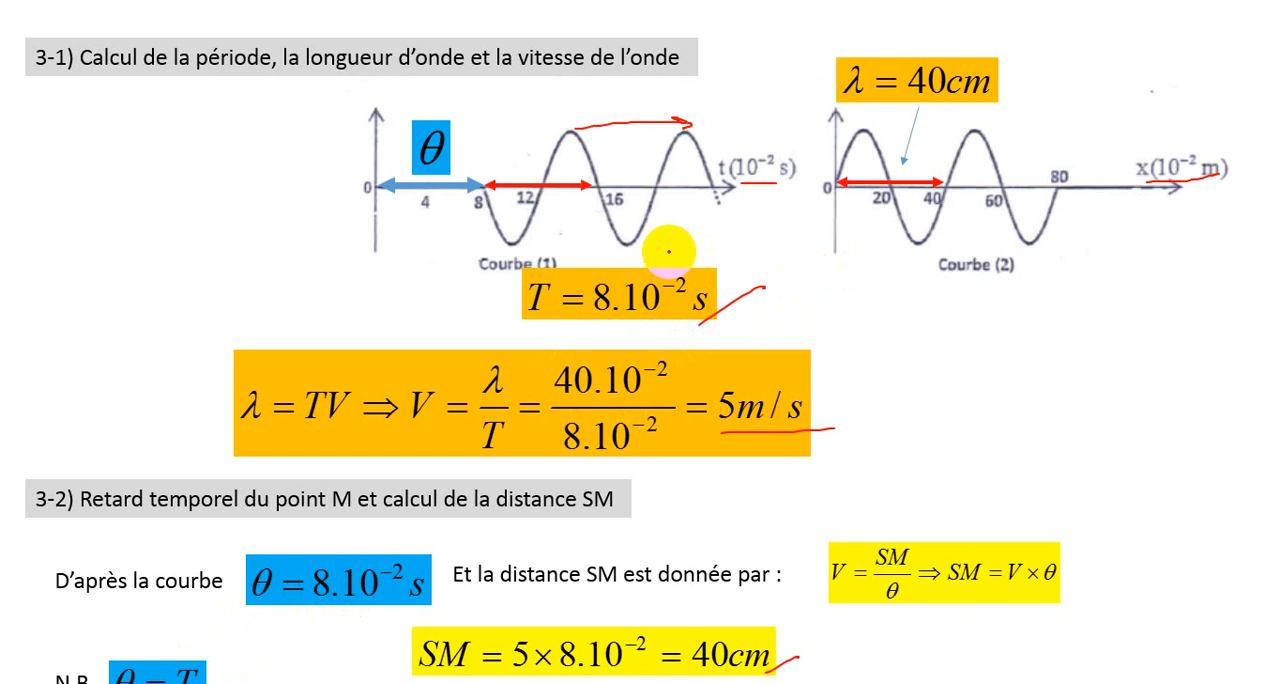 3-1) Calcul de la période, la longueur d’onde et la vitesse de l’onde
λ = 40cm
θ
t(10⁻² s)
x(10⁻² m)
0 4 8 12 16
0 20 40 60 80
Courbe (1)
Courbe (2)
T = 8.10⁻² s
λ = TV ⇒ V = λ/T = 40.10⁻²/8.10⁻² = 5m / s
3-2) Retard temporel du point M et calcul de la distance SM
D’après la courbe θ = 8.10⁻² s Et la distance SM est donnée par : V = SM/θ ⇒ SM = V × θ
SM = 5 × 8.10⁻² = 40cm
N.B θ = T